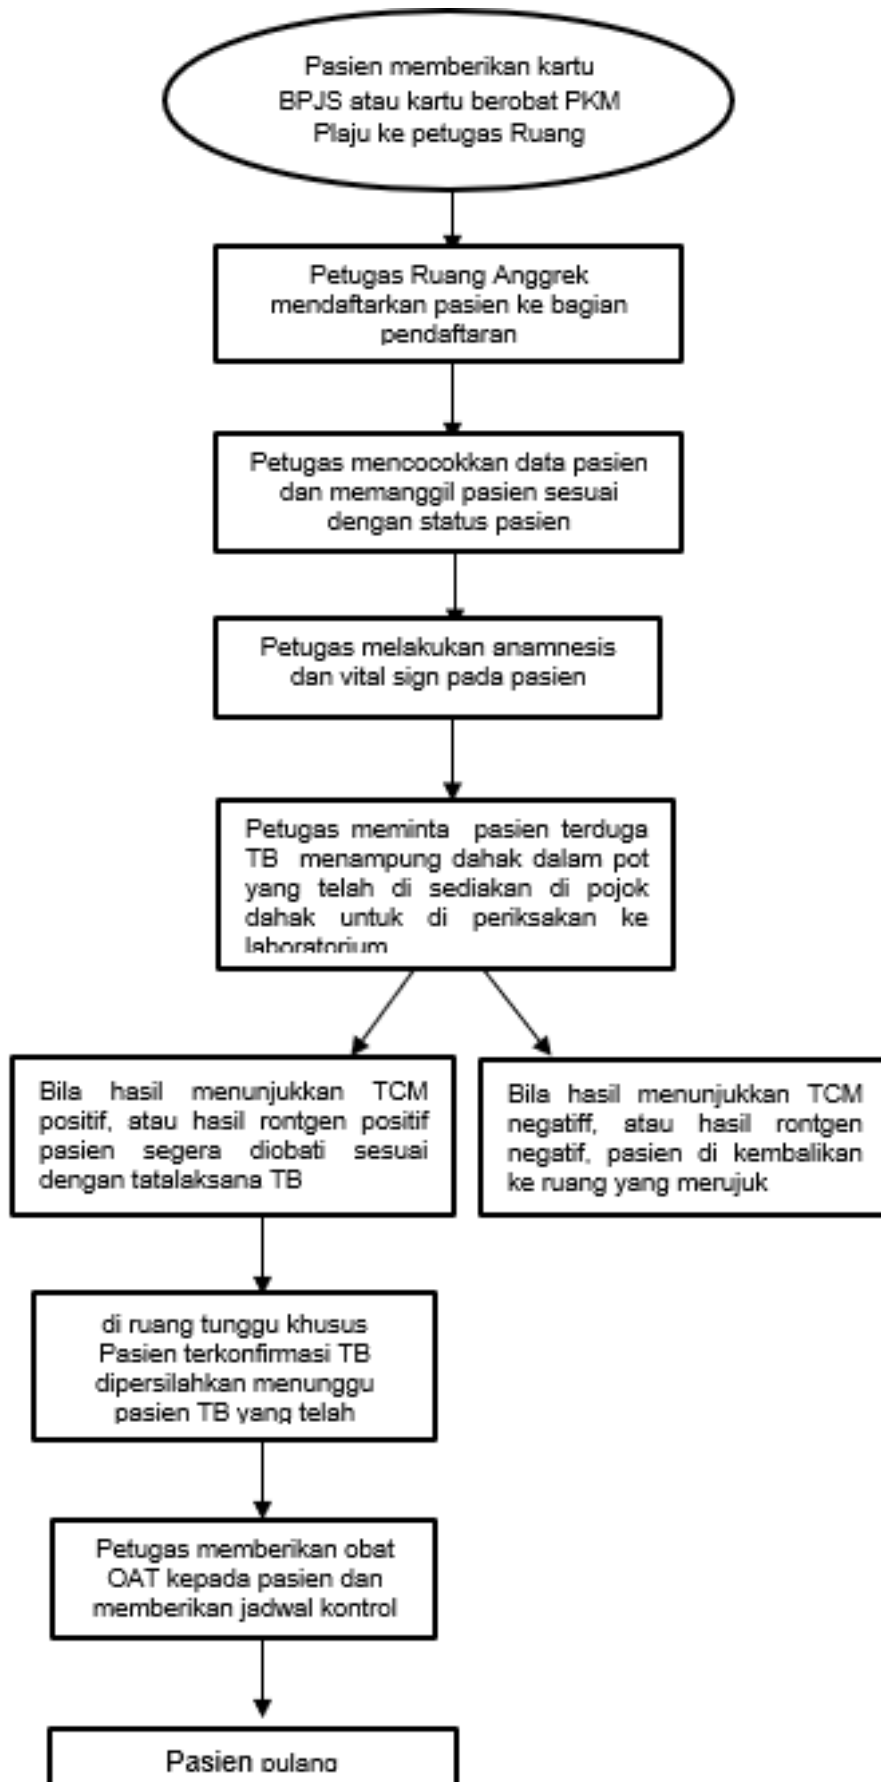 Pasien memberikan kartu
BPJS atau kartu berobat PKM
Plaju ke petugas Ruang
Petugas Ruang Anggrek
mendaftarkan pasien ke bagian
pendaftaran
Petugas mencocokkan data pasien
dan memanggil pasien sesuai
dengan status pasien
Petugas melakukan anamnesis
dan vital sign pada pasien
Petugas meminta pasien terduga
TB menampung dahak dalam pot
yang telah di sediakan di pojok
dahak untuk di periksakan ke
laboratorium
Bila hasil menunjukkan TCM
positif, atau hasil rontgen positif
pasien segera diobati sesuai
dengan tatalaksana TB
Bila hasil menunjukkan TCM
negatiff, atau hasil rontgen
negatif, pasien di kembalikan
ke ruang yang merujuk
di ruang tunggu khusus
Pasien terkonfirmasi TB
dipersilahkan menunggu
pasien TB yang telah
Petugas memberikan obat
OAT kepada pasien dan
memberikan jadwal kontrol
Pasien pulang